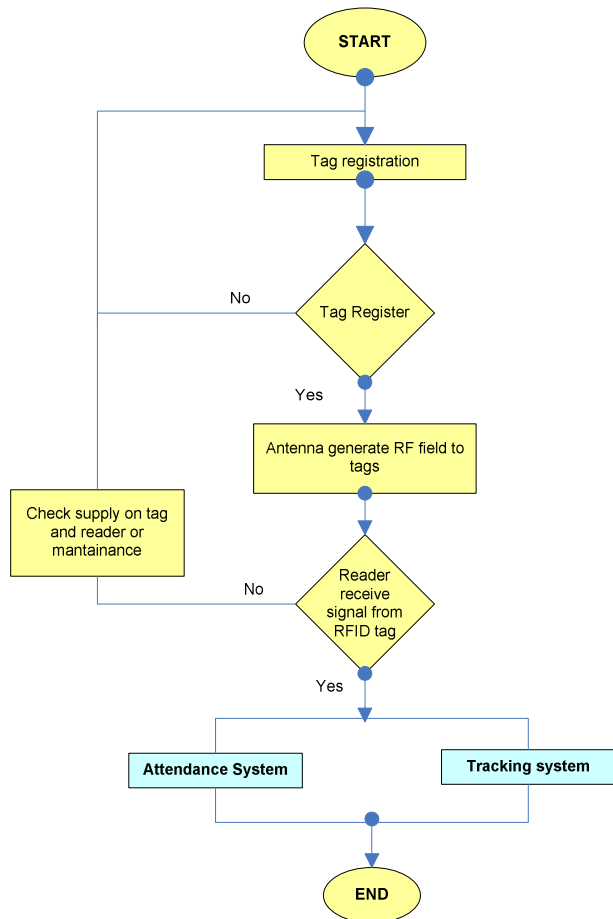 START
Tag registration
No
Tag Register
Yes
Antenna generate RF field to
tags
Check supply on tag
and reader or
mantainance
No
Reader
receive
signal from
RFID tag
Yes
Attendance System
Tracking system
END